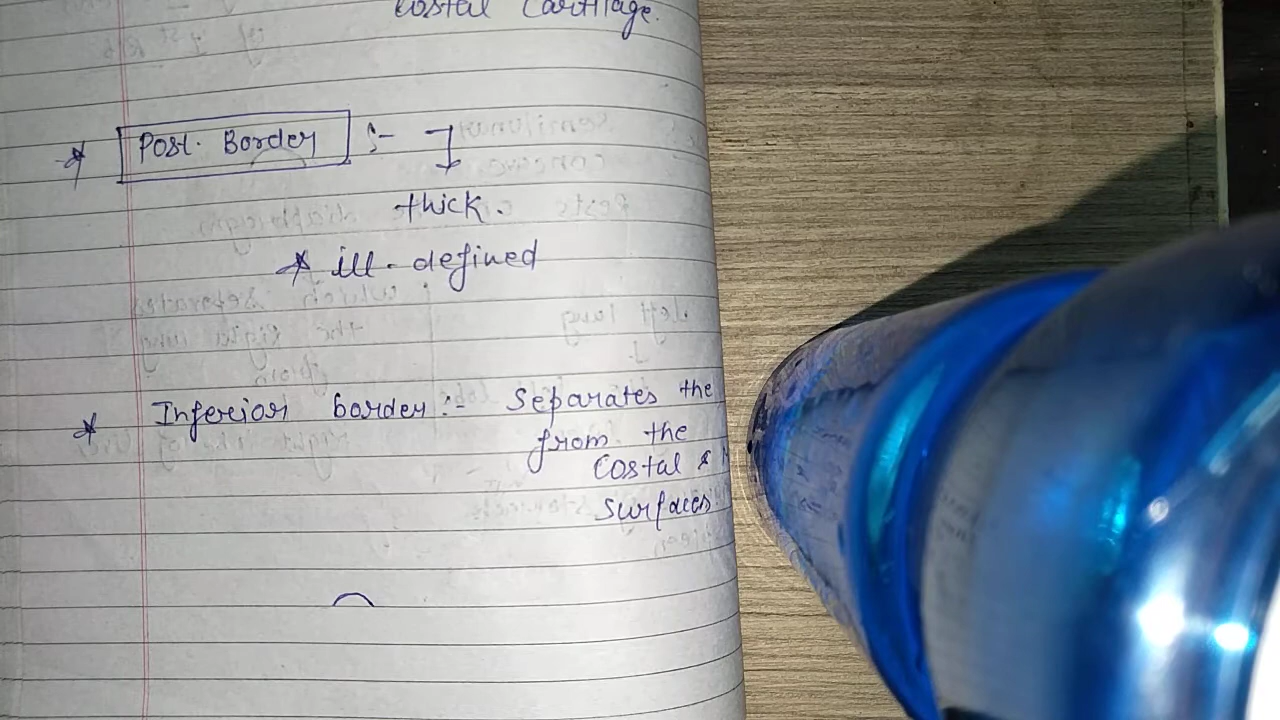 Costal Cartilage.
* Post. Border :-
thick.
* ill-defined
* Inferior border :- Separates the
from the
Costal &
surfaces